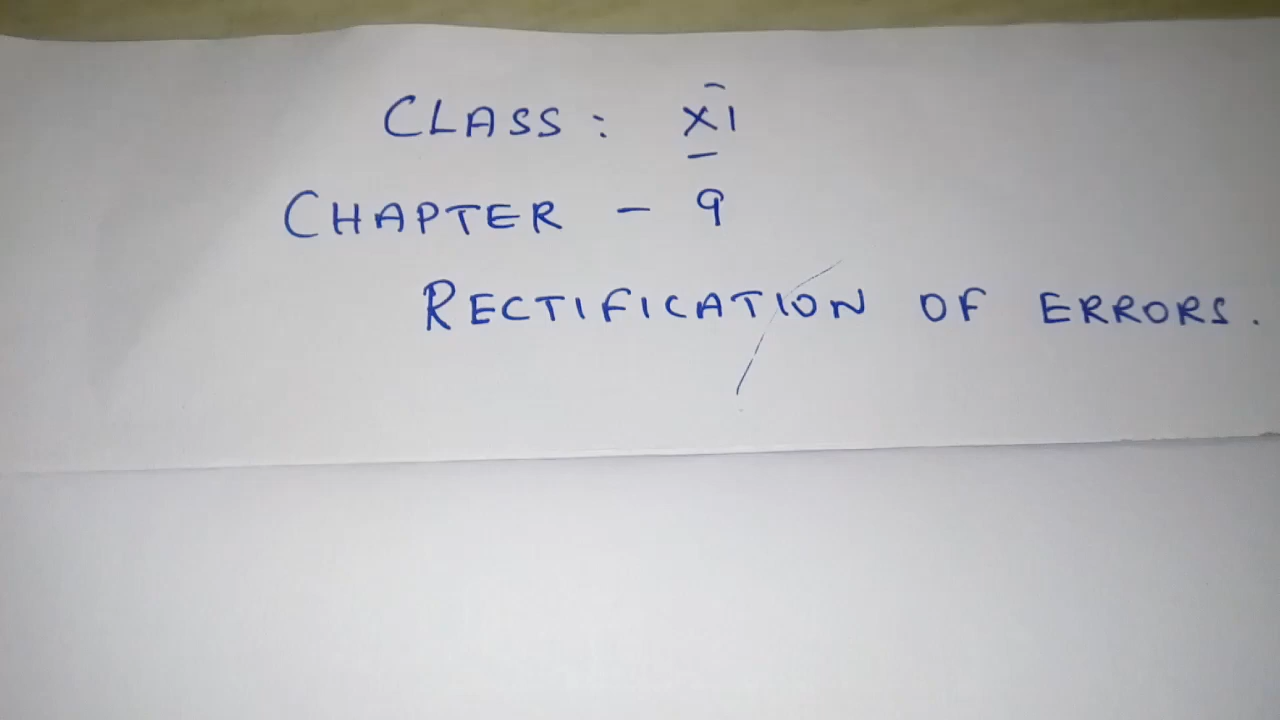 CLASS: XI
CHAPTER - 9
RECTIFICATION OF ERRORS.